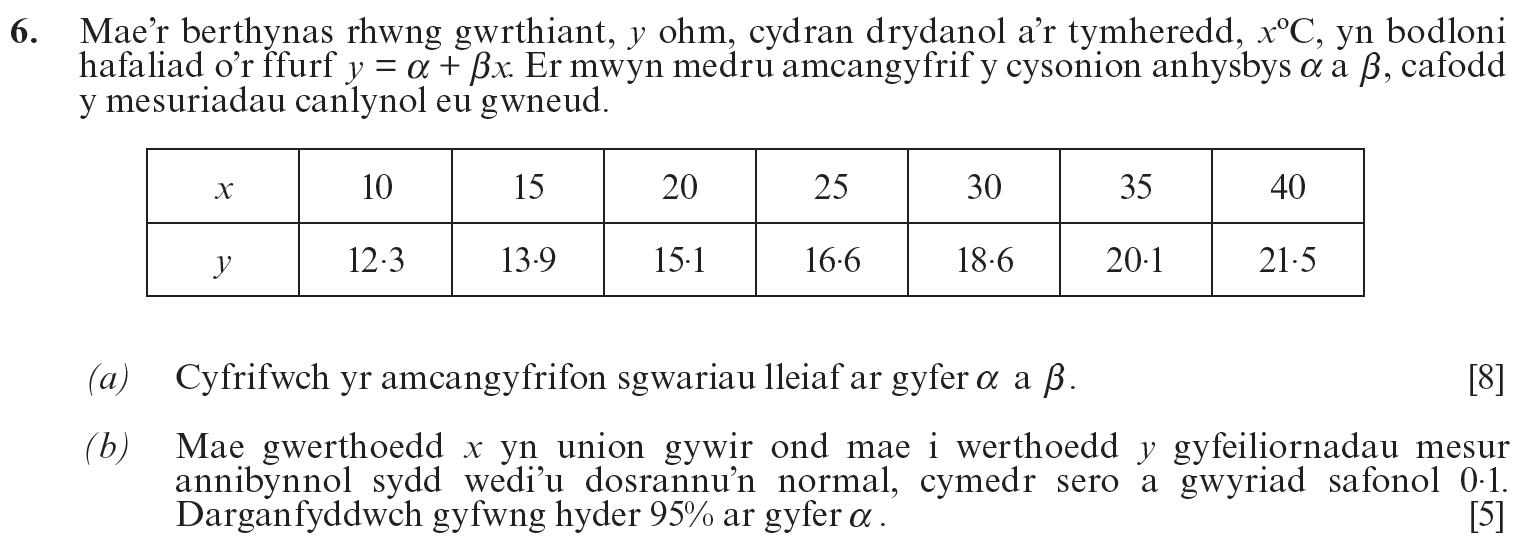 6. Mae'r berthynas rhwng gwrthiant, y ohm, cydran drydanol a'r tymheredd, xºC, yn bodloni
hafaliad o'r ffurf y = α + βx. Er mwyn medru amcangyfrif y cysonion anhysbys α a β, cafodd
y mesuriadau canlynol eu gwneud.
x 10 15 20 25 30 35 40
y 12·3 13·9 15·1 16·6 18·6 20·1 21·5
(a) Cyfrifwch yr amcangyfrifon sgwariau lleiaf ar gyfer α a β. [8]
(b) Mae gwerthoedd x yn union gywir ond mae i werthoedd y gyfeiliornadau mesur
annibynnol sydd wedi'u dosrannu'n normal, cymedr sero a gwyriad safonol 0·1.
Darganfyddwch gyfwng hyder 95% ar gyfer α. [5]